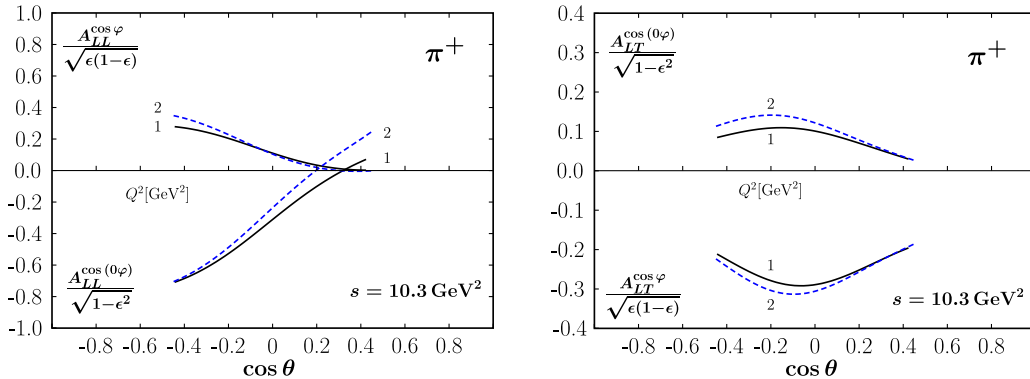 1.0
0.8
0.6
0.4
0.2
0.0
-0.2
-0.4
-0.6
-0.8
-1.0
A_{LL}^{cos φ}
√ϵ(1−ϵ)
π+
2
1
2
1
Q²[GeV²]
A_{LL}^{cos (0φ)}
√1−ϵ²
s = 10.3 GeV²
-0.8 -0.6 -0.4 -0.2 0 0.2 0.4 0.6 0.8
cos θ
0.4
0.3
0.2
0.1
0.0
-0.1
-0.2
-0.3
-0.4
A_{LT}^{cos (0φ)}
√1−ϵ²
π+
2
1
Q²[GeV²]
1
2
A_{LT}^{cos φ}
√ϵ(1−ϵ)
s = 10.3 GeV²
-0.8 -0.6 -0.4 -0.2 0 0.2 0.4 0.6 0.8
cos θ